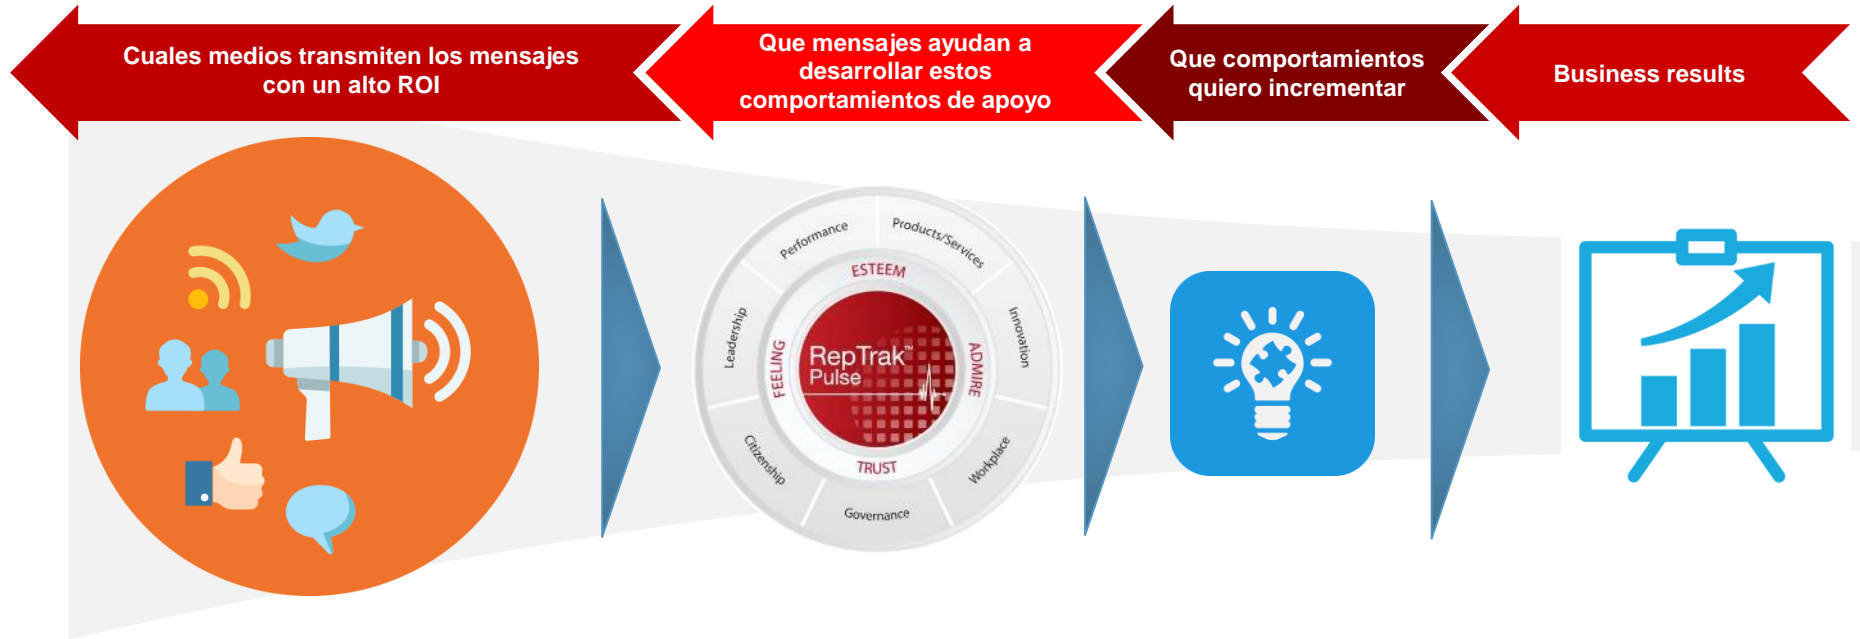 Cuales medios transmiten los mensajes
con un alto ROI
Que mensajes ayudan a
desarrollar estos
comportamientos de apoyo
Que comportamientos
quiero incrementar
Business results
Performance
Products/Services
Innovation
Workplace
Governance
Citizenship
Leadership
ESTEEM
ADMIRE
TRUST
FEELING
RepTrak™
Pulse